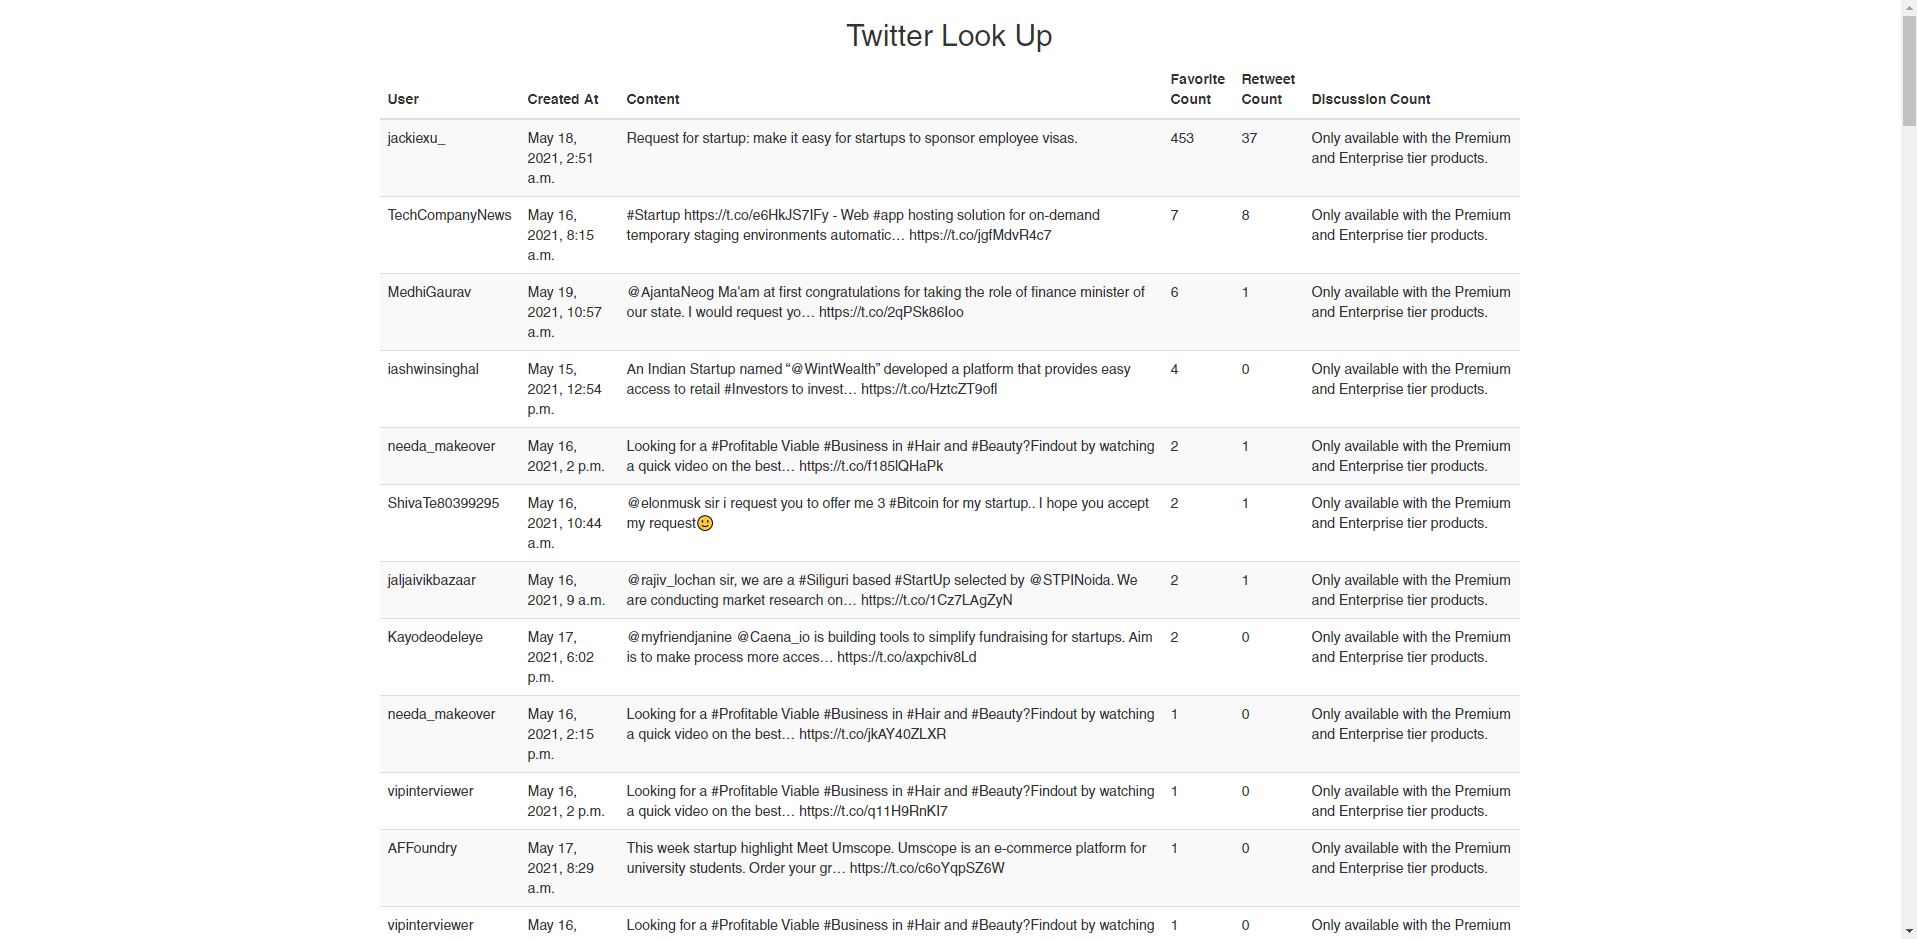 Twitter Look Up
User Created At Content Favorite Count Retweet Count Discussion Count
jackiexu_ May 18, 2021, 2:51 a.m. Request for startup: make it easy for startups to sponsor employee visas. 453 37 Only available with the Premium and Enterprise tier products.
TechCompanyNews May 16, 2021, 8:15 a.m. #Startup https://t.co/e6HkJS7IFy - Web #app hosting solution for on-demand temporary staging environments automatic… https://t.co/jgfMdvR4c7 7 8 Only available with the Premium and Enterprise tier products.
MedhiGaurav May 19, 2021, 10:57 a.m. @AjantaNeog Ma'am at first congratulations for taking the role of finance minister of our state. I would request yo… https://t.co/2qPSk86Ioo 6 1 Only available with the Premium and Enterprise tier products.
iashwinsinghal May 15, 2021, 12:54 p.m. An Indian Startup named “@WintWealth” developed a platform that provides easy access to retail #Investors to invest… https://t.co/HztcZT9ofl 4 0 Only available with the Premium and Enterprise tier products.
needa_makeover May 16, 2021, 2 p.m. Looking for a #Profitable Viable #Business in #Hair and #Beauty?Findout by watching a quick video on the best… https://t.co/f185lQHaPk 2 1 Only available with the Premium and Enterprise tier products.
ShivaTe80399295 May 16, 2021, 10:44 a.m. @elonmusk sir i request you to offer me 3 #Bitcoin for my startup.. I hope you accept my request🙂 2 1 Only available with the Premium and Enterprise tier products.
jaljaivikbazaar May 16, 2021, 9 a.m. @rajiv_lochan sir, we are a #Siliguri based #StartUp selected by @STPINoida. We are conducting market research on… https://t.co/1Cz7LAgZyN 2 1 Only available with the Premium and Enterprise tier products.
Kayodeodeleye May 17, 2021, 6:02 p.m. @myfriendjanine @Caena_io is building tools to simplify fundraising for startups. Aim is to make process more acces… https://t.co/axpchiv8Ld 2 0 Only available with the Premium and Enterprise tier products.
needa_makeover May 16, 2021, 2:15 p.m. Looking for a #Profitable Viable #Business in #Hair and #Beauty?Findout by watching a quick video on the best… https://t.co/jkAY40ZLXR 1 0 Only available with the Premium and Enterprise tier products.
vipinterviewer May 16, 2021, 2 p.m. Looking for a #Profitable Viable #Business in #Hair and #Beauty?Findout by watching a quick video on the best… https://t.co/q11H9RnKI7 1 0 Only available with the Premium and Enterprise tier products.
AFFoundry May 17, 2021, 8:29 a.m. This week startup highlight Meet Umscope. Umscope is an e-commerce platform for university students. Order your gr… https://t.co/c6oYqpSZ6W 1 0 Only available with the Premium and Enterprise tier products.
vipinterviewer May 16, Looking for a #Profitable Viable #Business in #Hair and #Beauty?Findout by watching 1 0 Only available with the Premium